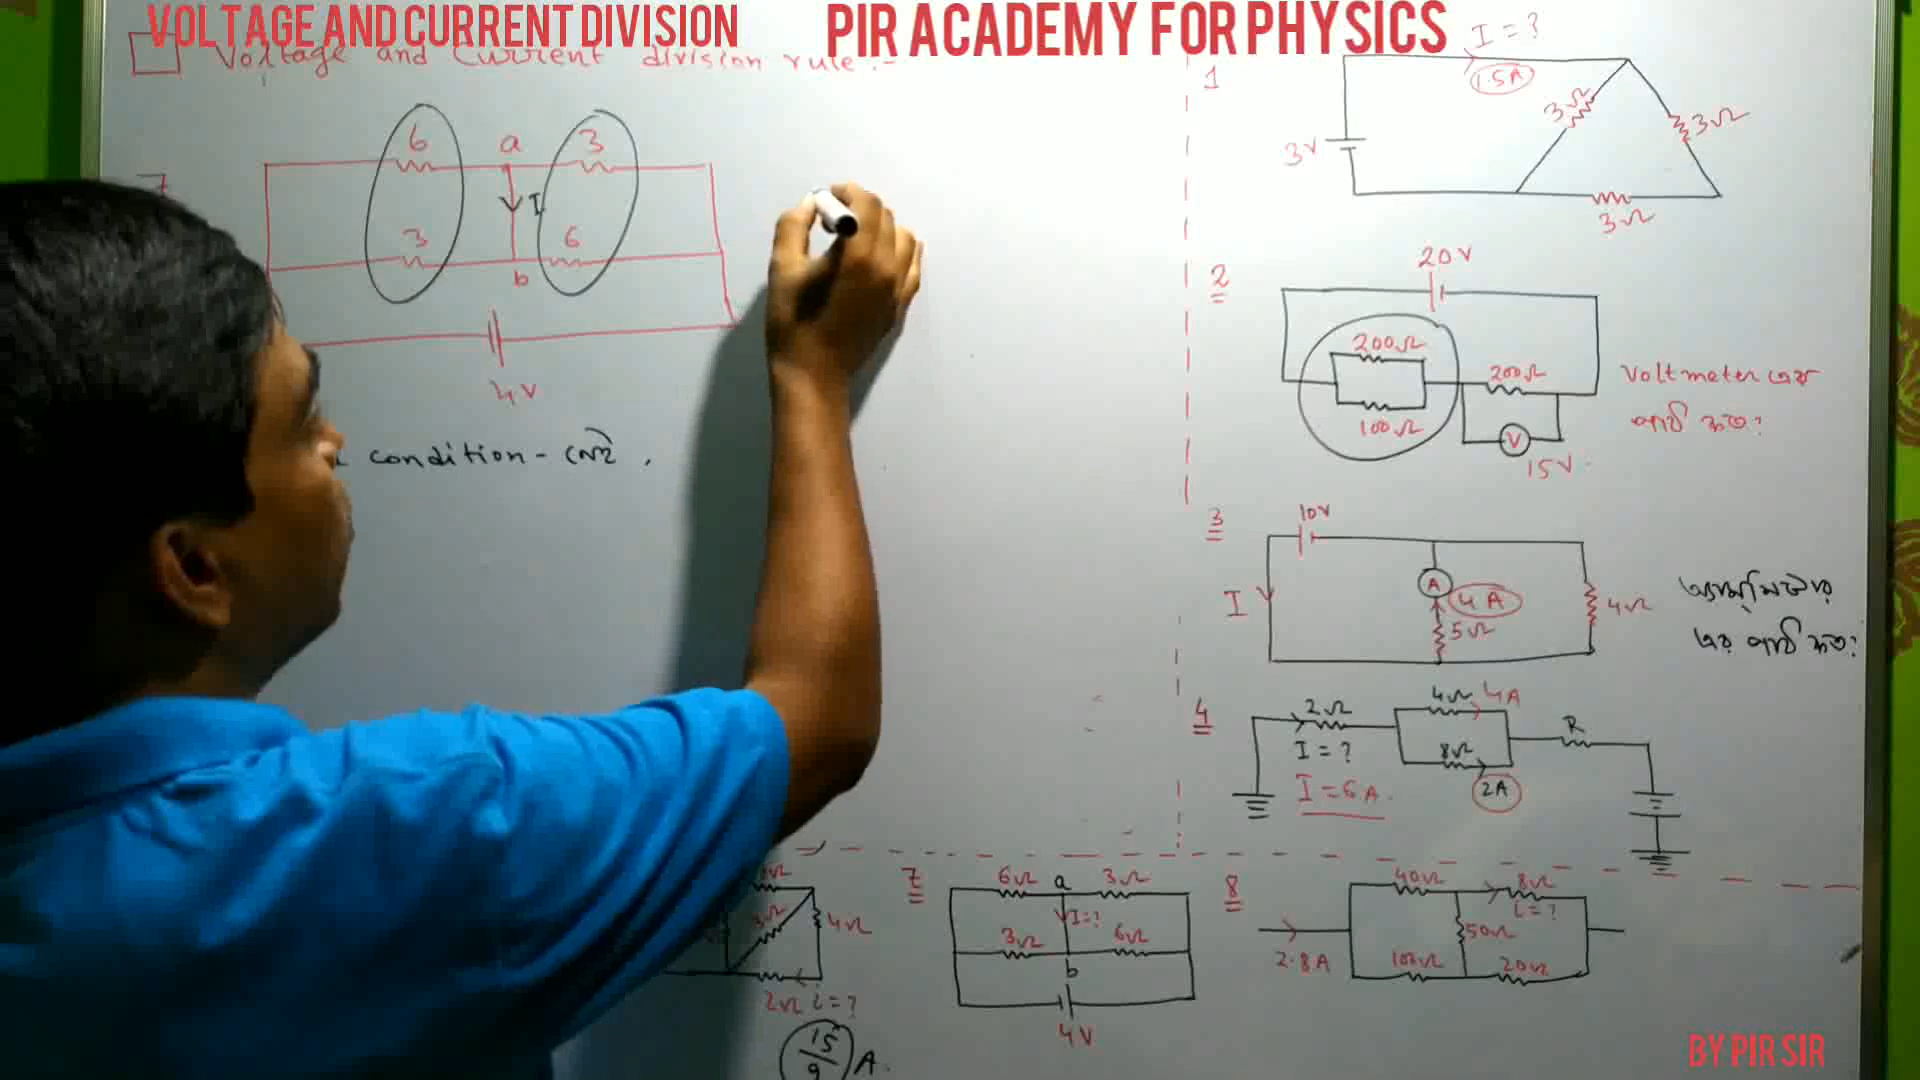 VOLTAGE AND CURRENT DIVISION
PIR ACADEMY FOR PHYSICS
Voltage and Current division rule :-
7
6
a
3
I
3
b
6
4V
condition - নেই .
1
I = ?
1.5A
3V
3Ω
3Ω
3Ω
2
20V
200Ω
100Ω
200Ω
V
15V
Voltmeter এর
পাঠ কত?
3
10V
I
A
4A
5Ω
4Ω
এর পাঠ কত?
4
2Ω
I = ?
I = 6A
4Ω 4A
8Ω
2A
R
3Ω
4Ω
2Ω i = ?
15/9 A.
7
6Ω a 3Ω
I = ?
3Ω 6Ω
b
4V
8
40Ω 8Ω
i = ?
50Ω
2.8A
100Ω 20Ω
BY PIR SIR